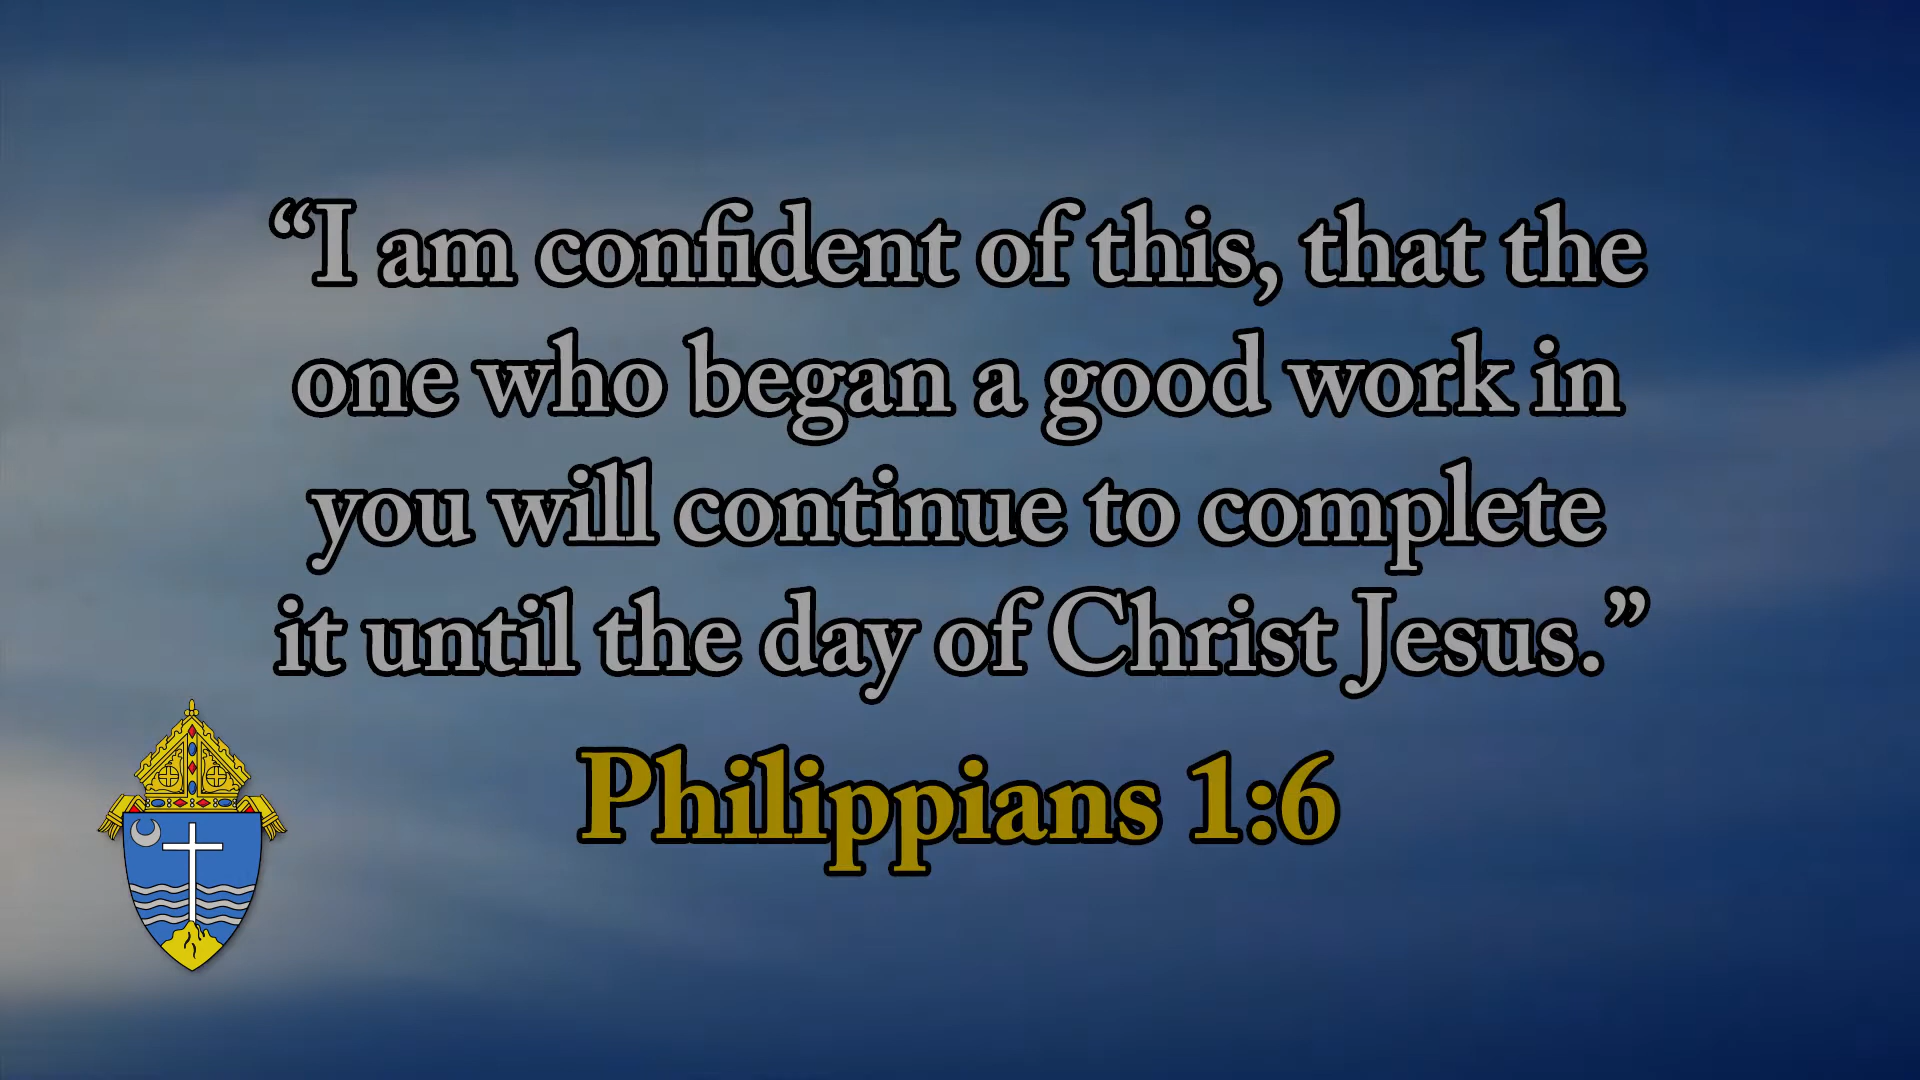 “I am confident of this, that the
one who began a good work in
you will continue to complete
it until the day of Christ Jesus.”
Philippians 1:6